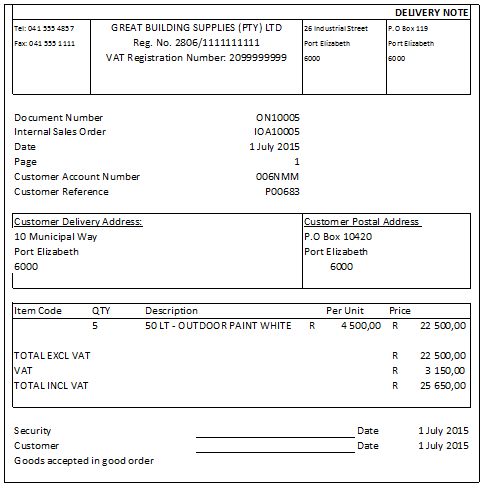 DELIVERY NOTE
Tel: 041 555 4857 GREAT BUILDING SUPPLIES (PTY) LTD 26 Industrial Street P.O Box 119
Fax: 041 555 1111 Reg. No. 2806/1111111111 Port Elizabeth Port Elizabeth
VAT Registration Number: 2099999999 6000 6000
Document Number ON10005
Internal Sales Order IOA10005
Date 1 July 2015
Page 1
Customer Account Number 006NMM
Customer Reference P00683
Customer Delivery Address: Customer Postal Address
10 Municipal Way P.O Box 10420
Port Elizabeth Port Elizabeth
6000 6000
Item Code QTY Description Per Unit Price
5 50 LT - OUTDOOR PAINT WHITE R 4 500,00 R 22 500,00
TOTAL EXCL VAT R 22 500,00
VAT R 3 150,00
TOTAL INCL VAT R 25 650,00
Security Date 1 July 2015
Customer Date 1 July 2015
Goods accepted in good order